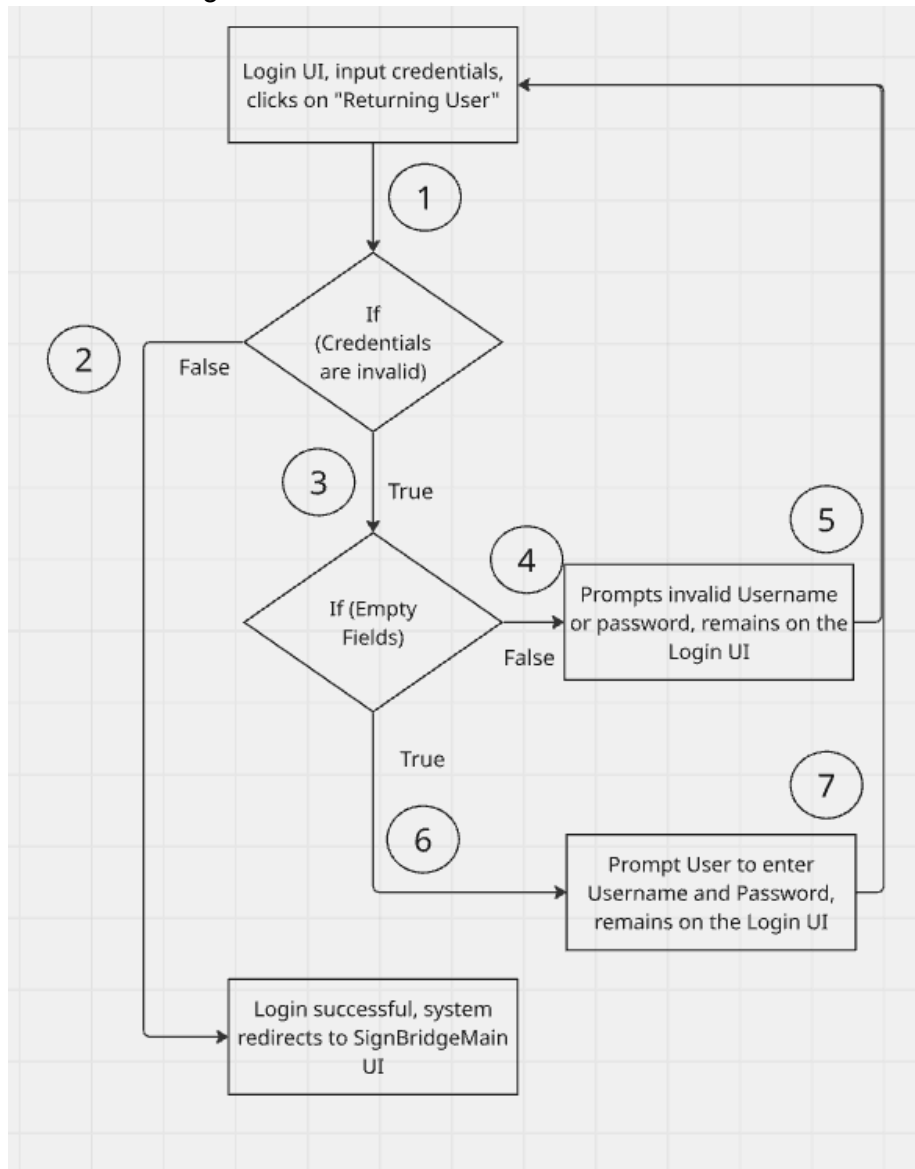 Login UI, input credentials,
clicks on "Returning User"
1
If
(Credentials
are invalid)
2
False
3
True
4
5
If (Empty
Fields)
False
Prompts invalid Username
or password, remains on the
Login UI
True
6
7
Prompt User to enter
Username and Password,
remains on the Login UI
Login successful, system
redirects to SignBridgeMain
UI